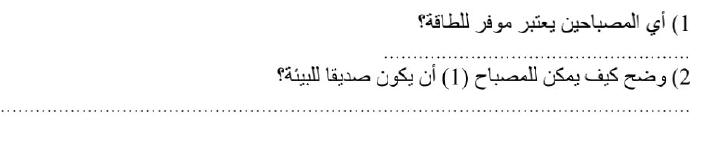 1) أي المصباحين يعتبر موفر للطاقة؟
......................................................
2) وضح كيف يمكن للمصباح (1) أن يكون صديقا للبيئة؟
..........................................................................................................................